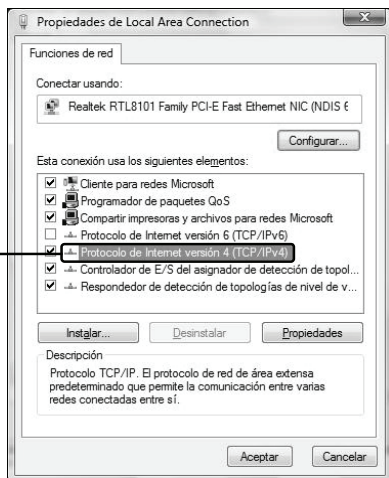 Propiedades de Local Area Connection
Funciones de red
Conectar usando:
Realtek RTL8101 Family PCI-E Fast Ethernet NIC (NDIS 6
Configurar...
Esta conexión usa los siguientes elementos:
Cliente para redes Microsoft
Programador de paquetes QoS
Compartir impresoras y archivos para redes Microsoft
Protocolo de Internet versión 6 (TCP/IPv6)
Protocolo de Internet versión 4 (TCP/IPv4)
Controlador de E/S del asignador de detección de topol...
Respondedor de detección de topologías de nivel de v...
Instalar...
Desinstalar
Propiedades
Descripción
Protocolo TCP/IP. El protocolo de red de área extensa
predeterminado que permite la comunicación entre varias
redes conectadas entre sí.
Aceptar
Cancelar